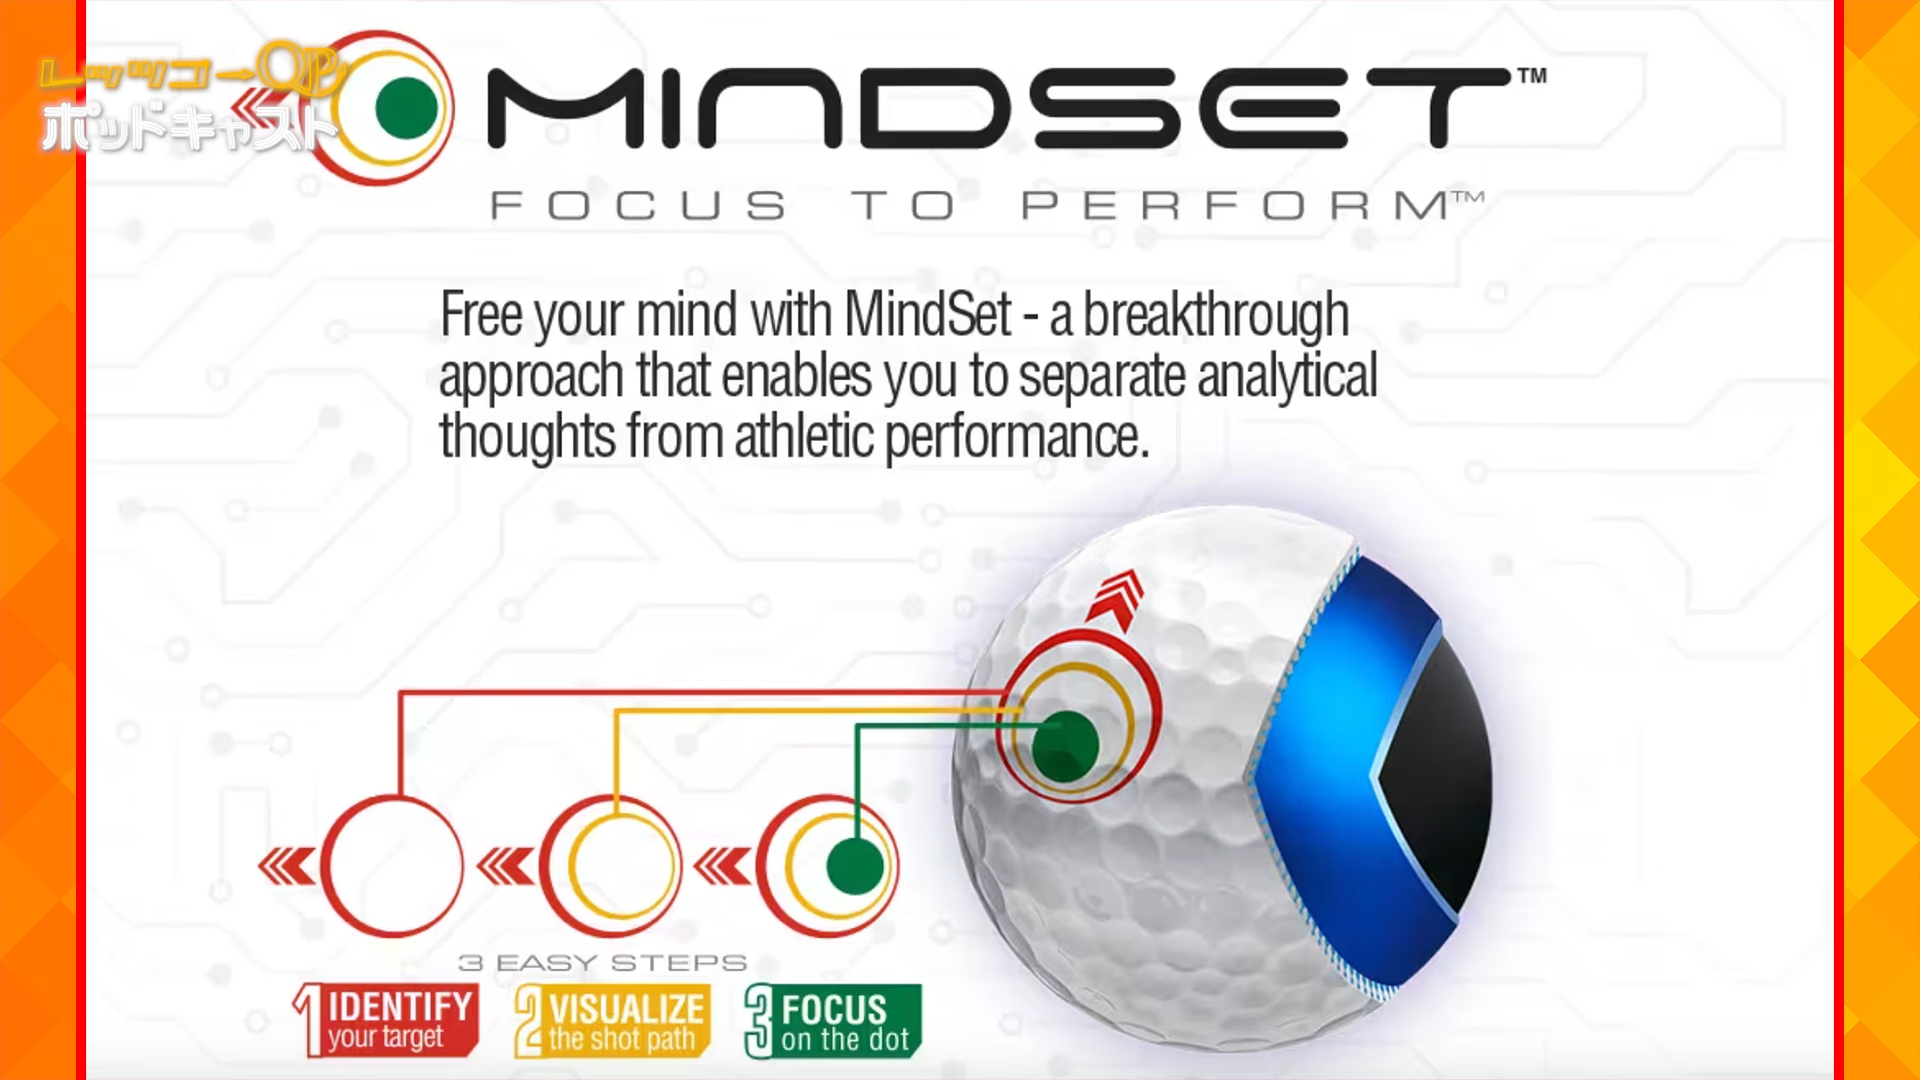 レッツゴーQP
ポッドキャスト
MINDSET™
FOCUS TO PERFORM™
Free your mind with MindSet - a breakthrough
approach that enables you to separate analytical
thoughts from athletic performance.
3 EASY STEPS
1 IDENTIFY
your target
2 VISUALIZE
the shot path
3 FOCUS
on the dot